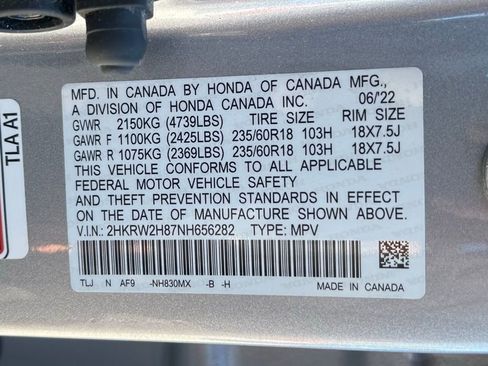 MFD. IN CANADA BY HONDA OF CANADA MFG.,
A DIVISION OF HONDA CANADA INC. 06/'22
GVWR 2150KG (4739LBS) TIRE SIZE RIM SIZE
GAWR F 1100KG (2425LBS) 235/60R18 103H 18X7.5J
GAWR R 1075KG (2369LBS) 235/60R18 103H 18X7.5J
THIS VEHICLE CONFORMS TO ALL APPLICABLE
FEDERAL MOTOR VEHICLE SAFETY
AND THEFT PREVENTION STANDARDS IN EFFECT
ON THE DATE OF MANUFACTURE SHOWN ABOVE.
V.I.N.: 2HKRW2H87NH656282 TYPE: MPV
TLJ N AF9 -NH830MX -B -H MADE IN CANADA
TLA A1